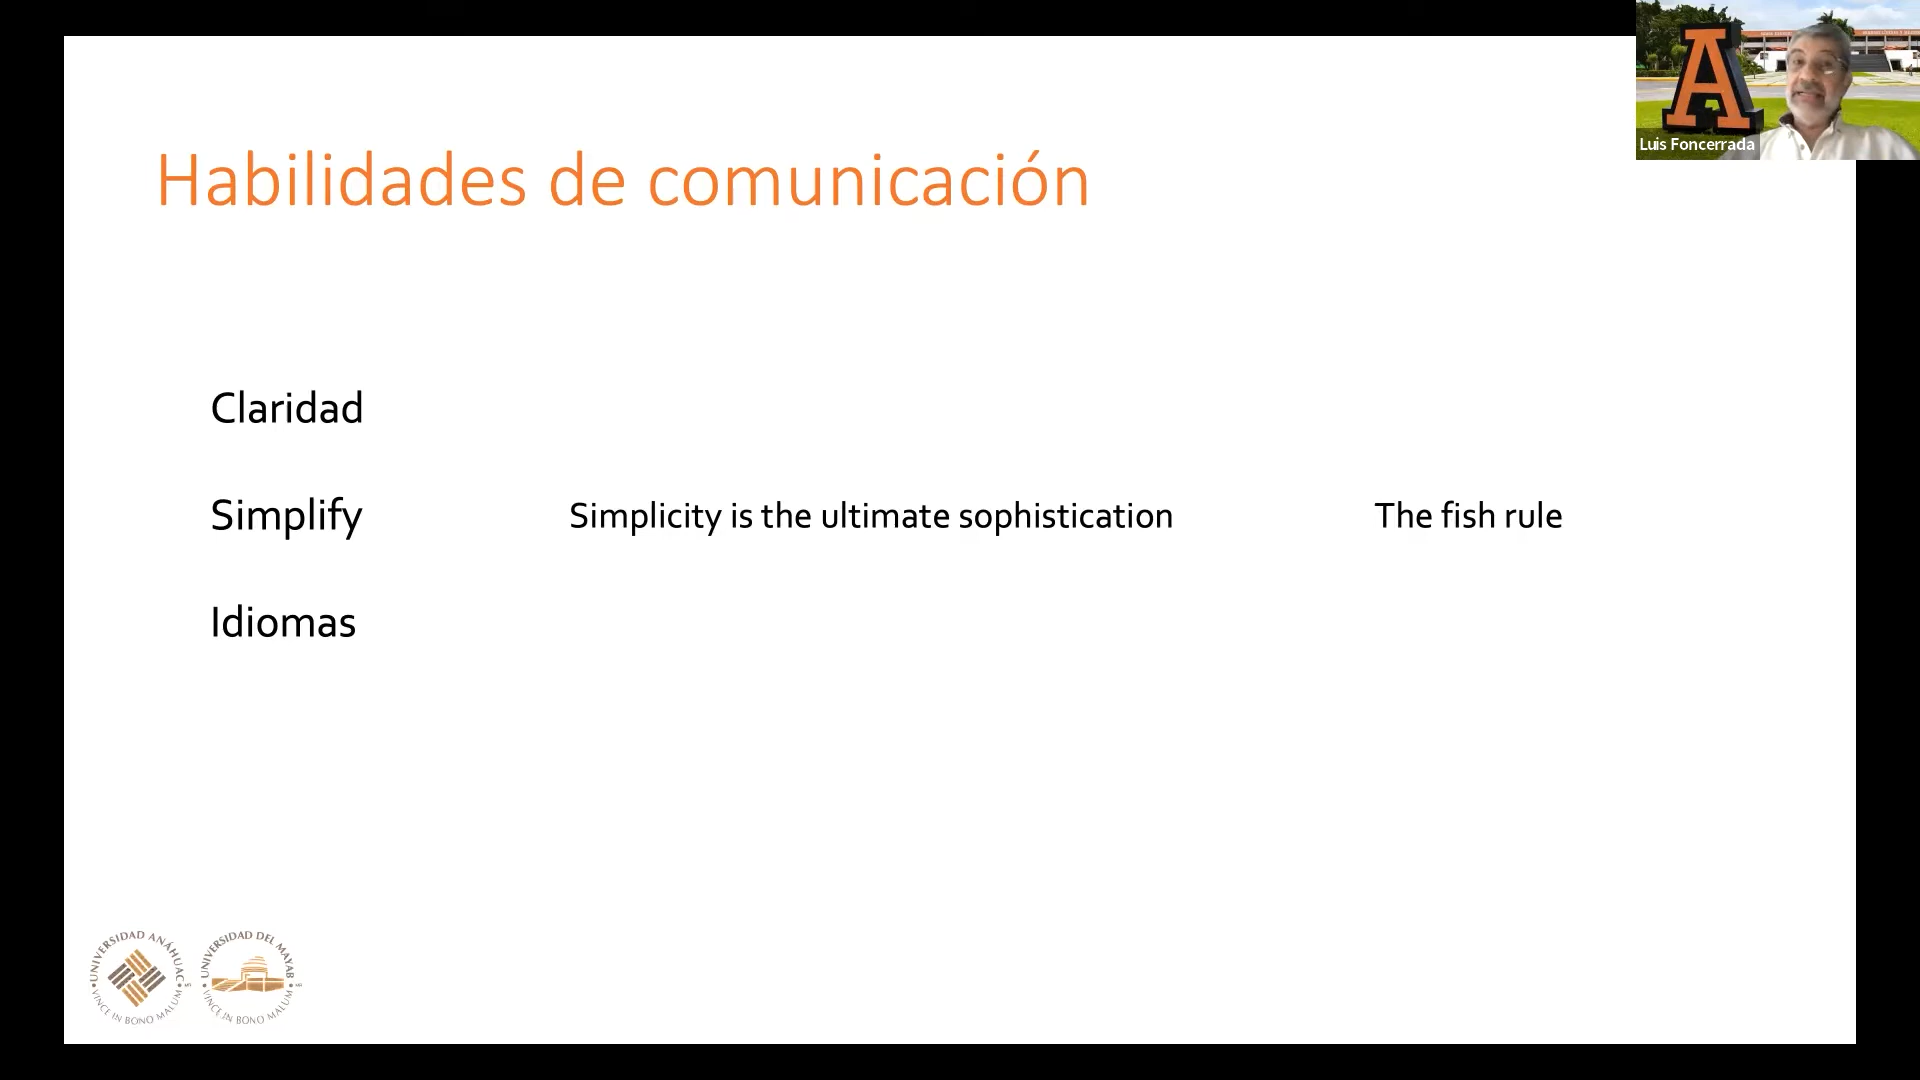 Habilidades de comunicación
Luis Foncerrada
Claridad
Simplify Simplicity is the ultimate sophistication The fish rule
Idiomas
UNIVERSIDAD ANÁHUAC
VINCE IN BONO MALUM
UNIVERSIDAD DEL MAYAB
VINCE IN BONO MALUM